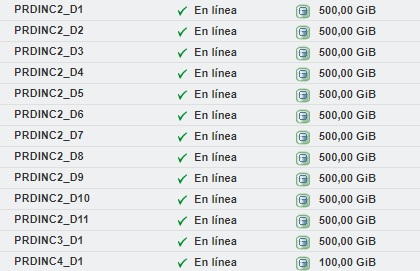 PRDINC2_D1 En línea 500,00 GiB
PRDINC2_D2 En línea 500,00 GiB
PRDINC2_D3 En línea 500,00 GiB
PRDINC2_D4 En línea 500,00 GiB
PRDINC2_D5 En línea 500,00 GiB
PRDINC2_D6 En línea 500,00 GiB
PRDINC2_D7 En línea 500,00 GiB
PRDINC2_D8 En línea 500,00 GiB
PRDINC2_D9 En línea 500,00 GiB
PRDINC2_D10 En línea 500,00 GiB
PRDINC2_D11 En línea 500,00 GiB
PRDINC3_D1 En línea 500,00 GiB
PRDINC4_D1 En línea 100,00 GiB